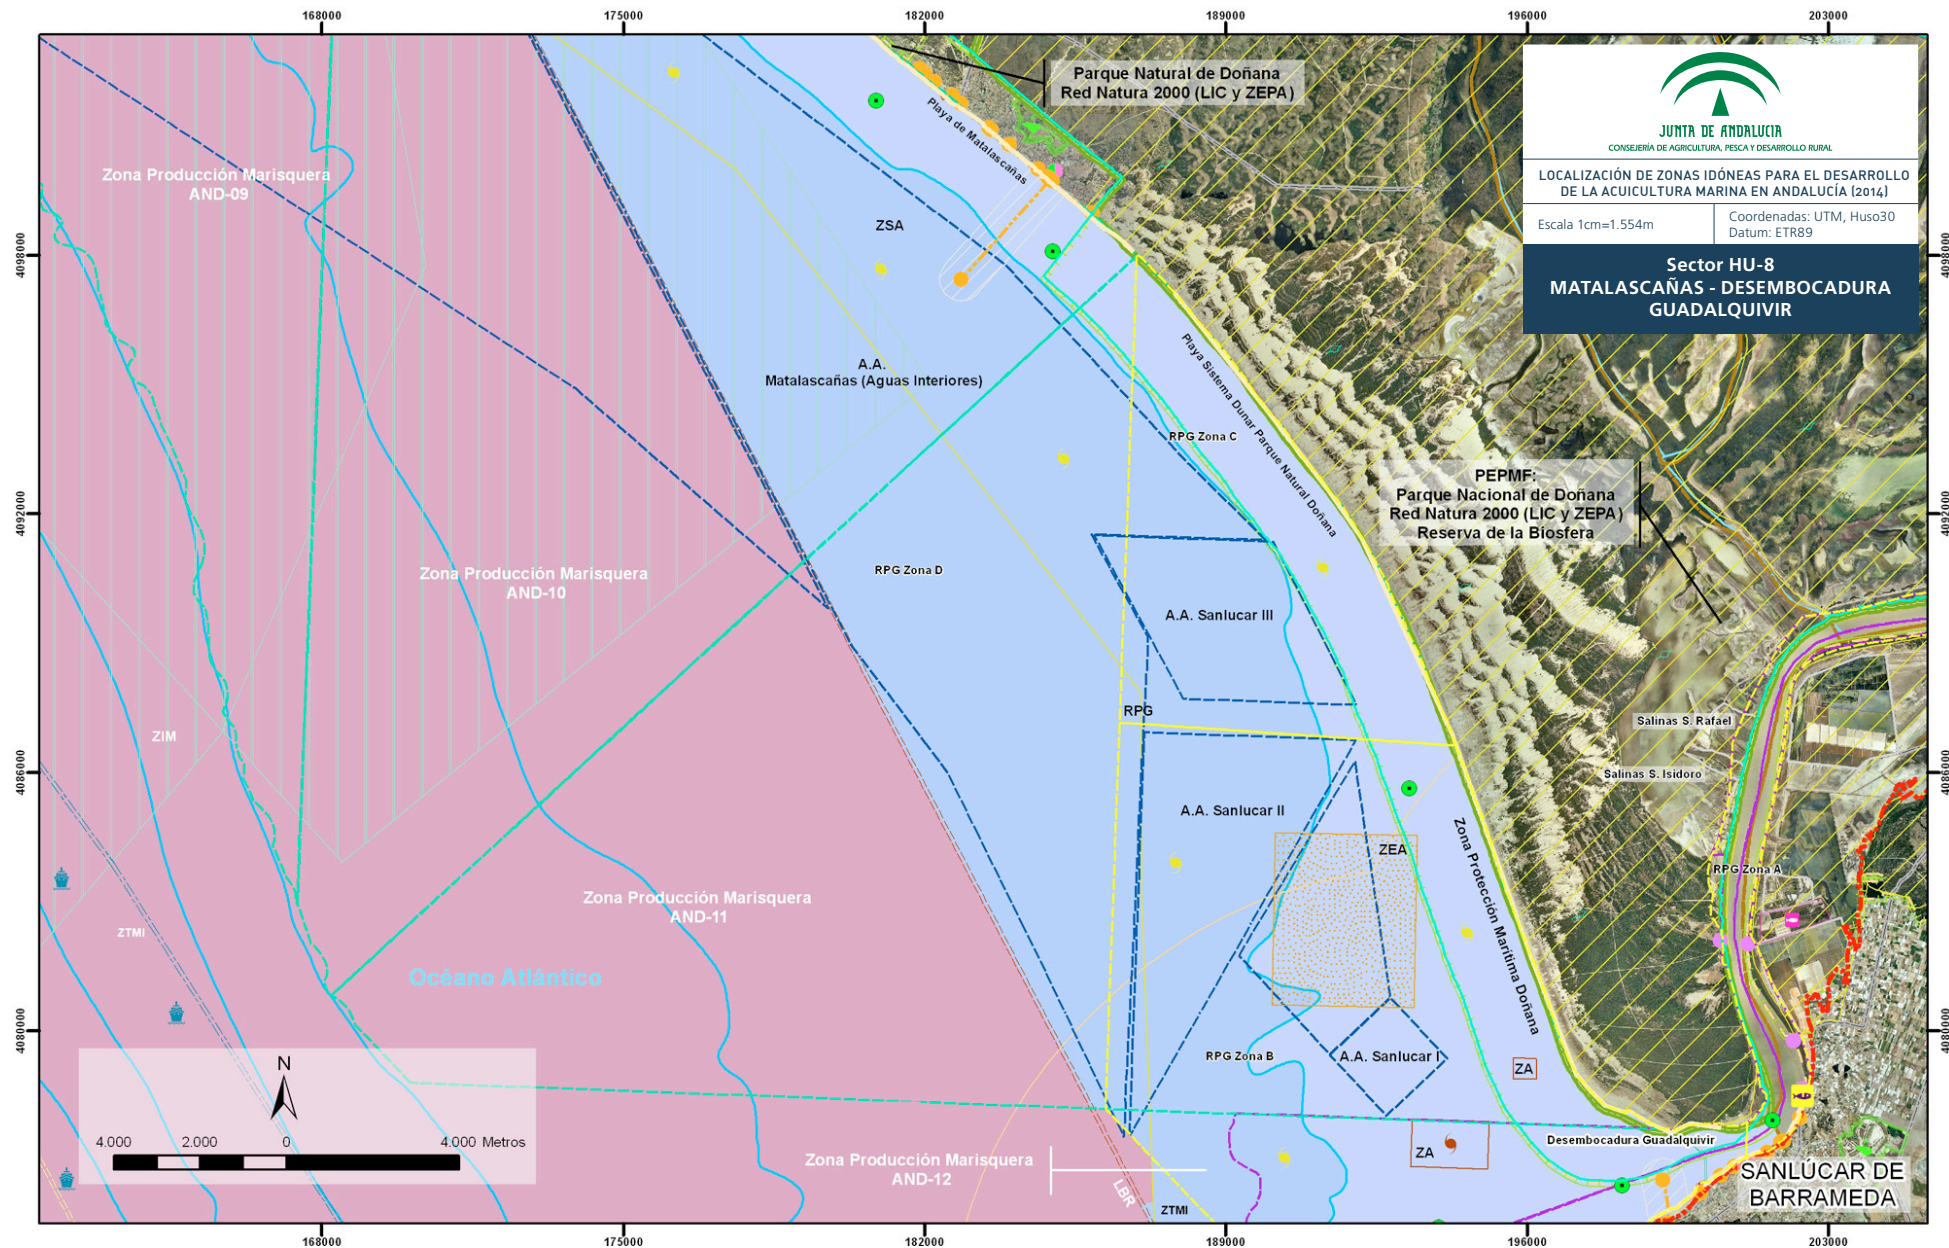 168000
175000
182000
189000
196000
203000
Parque Natural de Doñana
Red Natura 2000 (LIC y ZEPA)
JUNTA DE ANDALUCIA
CONSEJERÍA DE AGRICULTURA, PESCA Y DESARROLLO RURAL
LOCALIZACIÓN DE ZONAS IDÓNEAS PARA EL DESARROLLO
DE LA ACUICULTURA MARINA EN ANDALUCÍA (2014)
Escala 1cm=1.554m
Coordenadas: UTM, Huso30
Datum: ETR89
Sector HU-8
MATALASCAÑAS - DESEMBOCADURA
GUADALQUIVIR
Playa de Matalascañas
Zona Producción Marisquera
AND-09
ZSA
4098000
4098000
A.A.
Matalascañas (Aguas Interiores)
Playa Sistema Dunar Parque Natural Doñana
RPG Zona C
PEPMF:
Parque Nacional de Doñana
Red Natura 2000 (LIC y ZEPA)
Reserva de la Biosfera
4092000
4092000
Zona Producción Marisquera
AND-10
RPG Zona D
A.A. Sanlucar III
RPG
ZIM
Salinas S. Rafael
Salinas S. Isidoro
4086000
4086000
A.A. Sanlucar II
ZEA
Zona Protección Marítima Doñana
RPG Zona A
Zona Producción Marisquera
AND-11
ZTMI
Océano Atlántico
4080000
4080000
RPG Zona B
A.A. Sanlucar I
ZA
N
4.000
2.000
0
4.000 Metros
Zona Producción Marisquera
AND-12
LBR
ZTMI
ZA
Desembocadura Guadalquivir
SANLÚCAR DE
BARRAMEDA
168000
175000
182000
189000
196000
203000